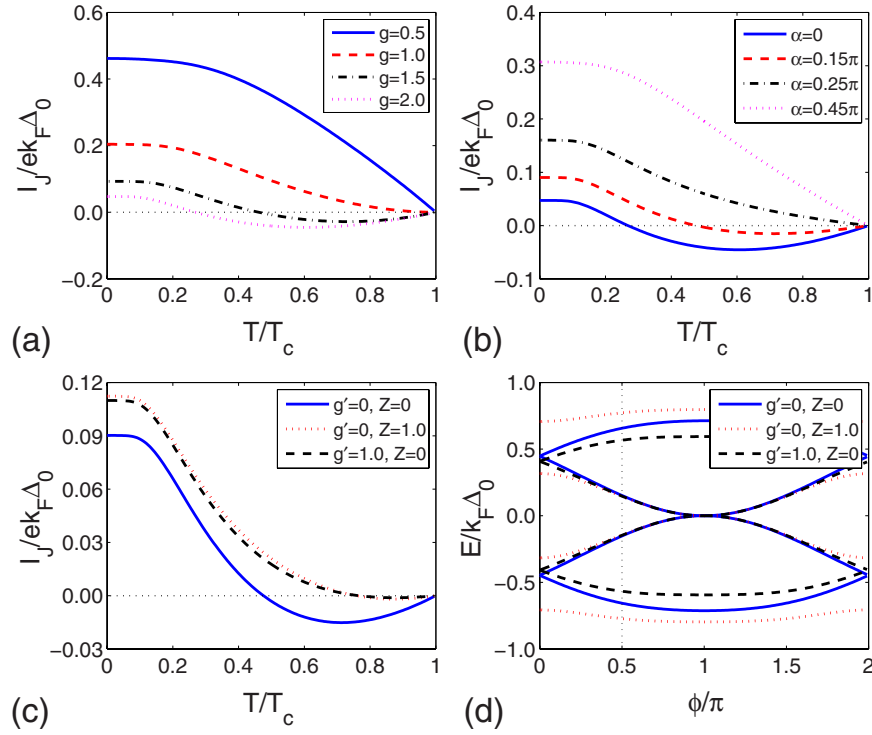 0.6
0.4
0.2
0.0
−0.2
0 0.2 0.4 0.6 0.8 1
I_J/ek_FΔ_0
T/T_c
g=0.5
g=1.0
g=1.5
g=2.0
(a)
0.4
0.3
0.2
0.1
0.0
−0.1
0 0.2 0.4 0.6 0.8 1
I_J/ek_FΔ_0
T/T_c
α=0
α=0.15π
α=0.25π
α=0.45π
(b)
0.12
0.09
0.06
0.03
0.00
−0.03
0 0.2 0.4 0.6 0.8 1
I_J/ek_FΔ_0
T/T_c
g′=0, Z=0
g′=0, Z=1.0
g′=1.0, Z=0
(c)
1.0
0.5
0.0
−0.5
−1.0
0 0.5 1 1.5 2
E/k_FΔ_0
ϕ/π
g′=0, Z=0
g′=0, Z=1.0
g′=1.0, Z=0
(d)